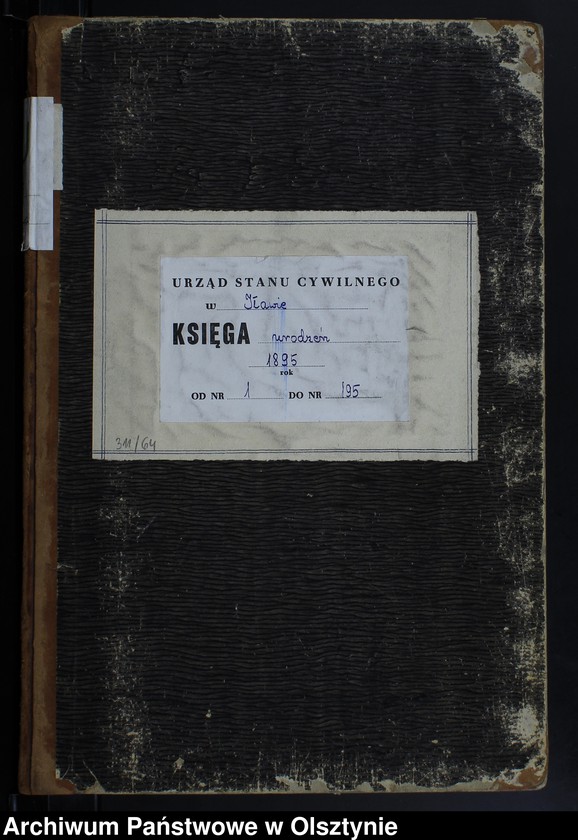 URZĄD STANU CYWILNEGO
w Iławie
KSIĘGA urodzeń
1895
rok
OD NR 1 DO NR 195
311/64
Archiwum Państwowe w Olsztynie